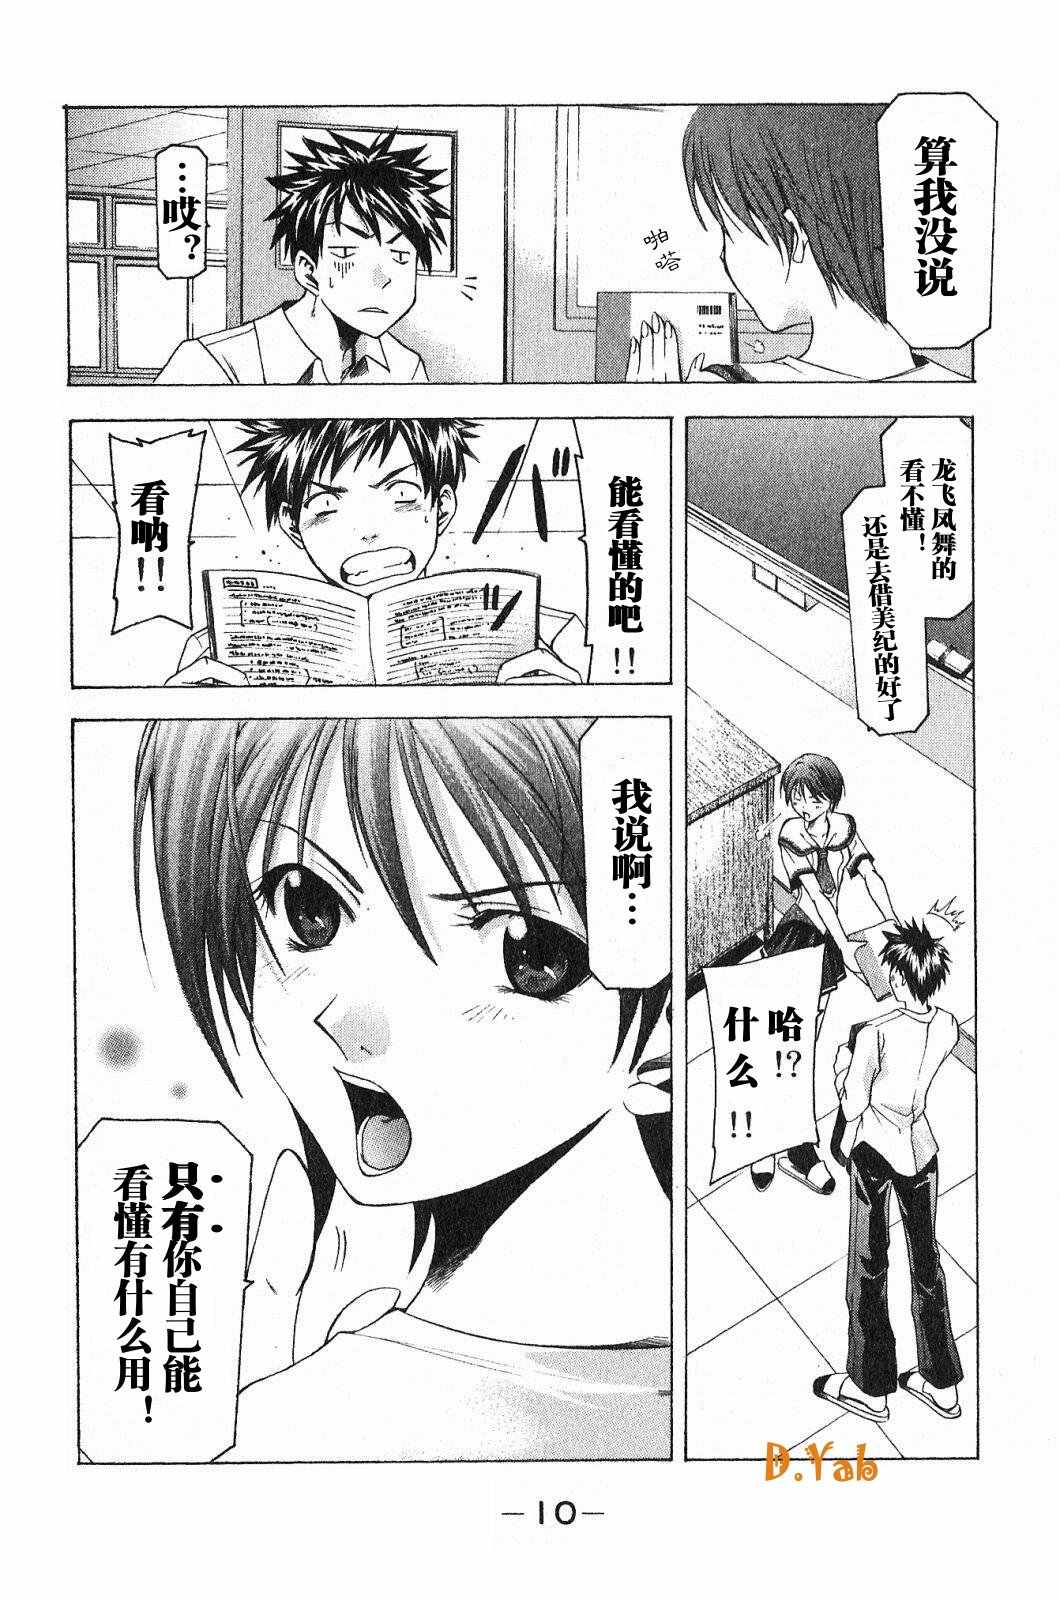 算我没说
啪
嗒
…哎?
龙飞凤舞的
看不懂!
还是去借美纪的好了
哈!?
什么!!
能看懂的吧!!
看呐!!
我说啊…
只有你自己能
看懂有什么用!
D.Yab
—10—